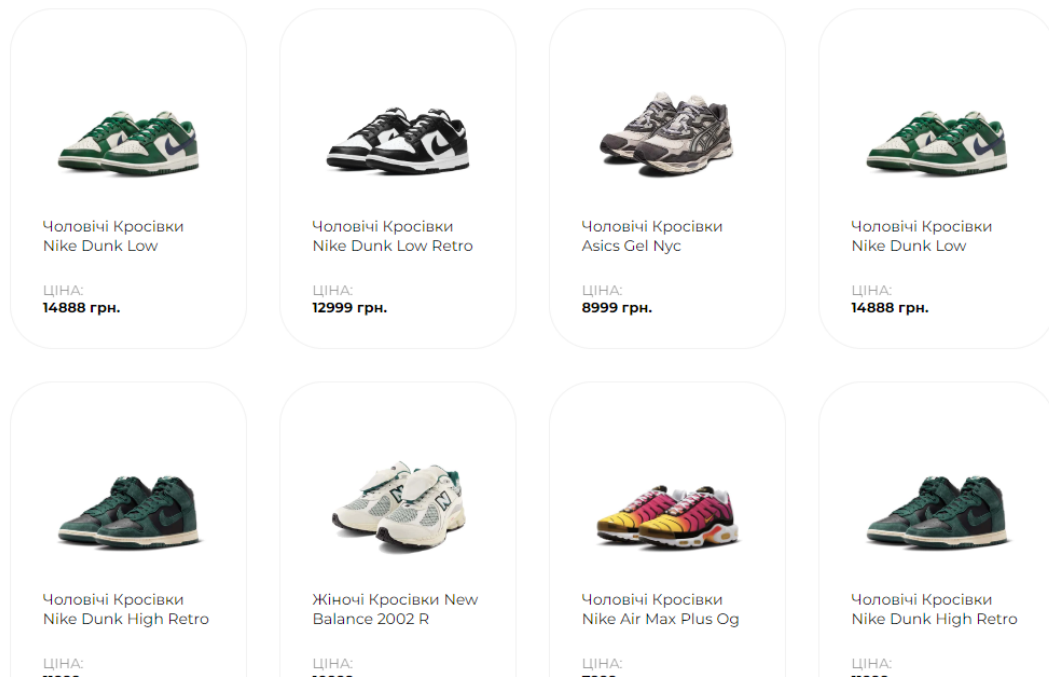 Чоловічі Кросівки
Nike Dunk Low
ЦІНА:
14888 грн.
Чоловічі Кросівки
Nike Dunk Low Retro
ЦІНА:
12999 грн.
Чоловічі Кросівки
Asics Gel Nyc
ЦІНА:
8999 грн.
Чоловічі Кросівки
Nike Dunk Low
ЦІНА:
14888 грн.
Чоловічі Кросівки
Nike Dunk High Retro
ЦІНА:
Жіночі Кросівки New
Balance 2002 R
ЦІНА:
Чоловічі Кросівки
Nike Air Max Plus Og
ЦІНА:
Чоловічі Кросівки
Nike Dunk High Retro
ЦІНА: